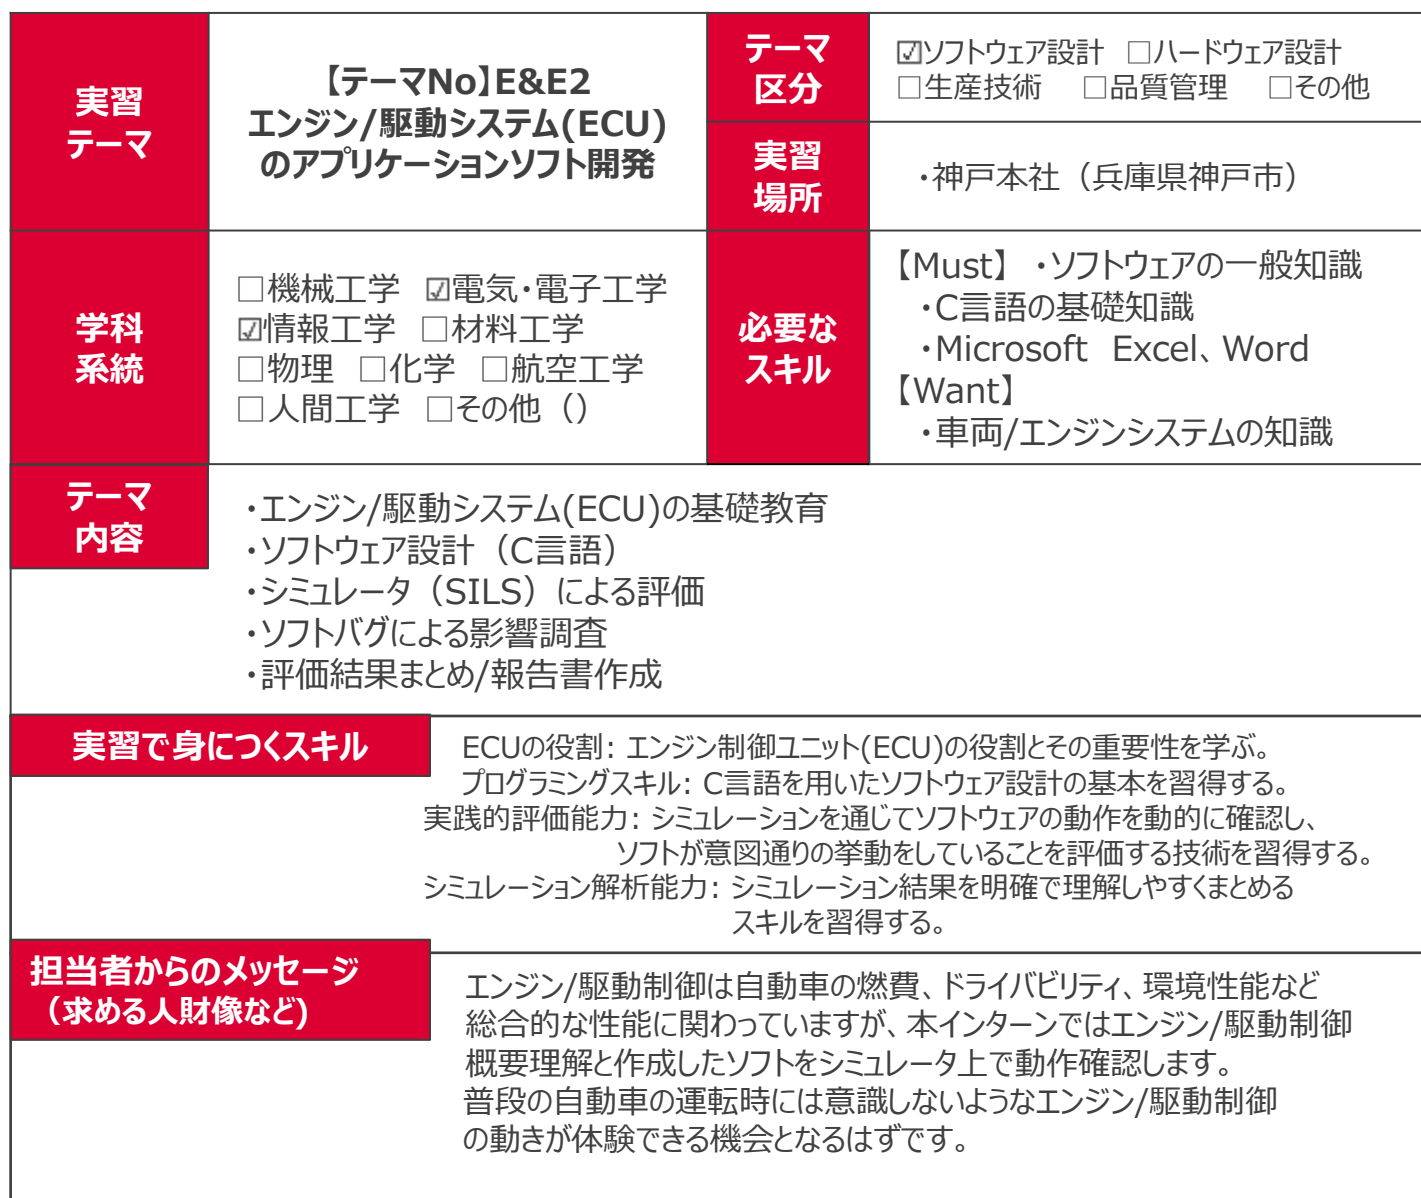 実習
テーマ
【テーマNo】E&E2
エンジン/駆動システム(ECU)
のアプリケーションソフト開発
テーマ
区分
☑ソフトウェア設計 □ハードウェア設計
□生産技術 □品質管理 □その他
実習
場所
・神戸本社（兵庫県神戸市）
学科
系統
□機械工学 ☑電気・電子工学
☑情報工学 □材料工学
□物理 □化学 □航空工学
□人間工学 □その他（）
必要な
スキル
【Must】・ソフトウェアの一般知識
・C言語の基礎知識
・Microsoft Excel、Word
【Want】
・車両/エンジンシステムの知識
テーマ
内容
・エンジン/駆動システム(ECU)の基礎教育
・ソフトウェア設計（C言語）
・シミュレータ（SILS）による評価
・ソフトバグによる影響調査
・評価結果まとめ/報告書作成
実習で身につくスキル
ECUの役割: エンジン制御ユニット(ECU)の役割とその重要性を学ぶ。
プログラミングスキル: C言語を用いたソフトウェア設計の基本を習得する。
実践的評価能力: シミュレーションを通じてソフトウェアの動作を動的に確認し、
ソフトが意図通りの挙動をしていることを評価する技術を習得する。
シミュレーション解析能力: シミュレーション結果を明確で理解しやすくまとめる
スキルを習得する。
担当者からのメッセージ
（求める人財像など)
エンジン/駆動制御は自動車の燃費、ドライバビリティ、環境性能など
総合的な性能に関わっていますが、本インターンではエンジン/駆動制御
概要理解と作成したソフトをシミュレータ上で動作確認します。
普段の自動車の運転時には意識しないようなエンジン/駆動制御
の動きが体験できる機会となるはずです。